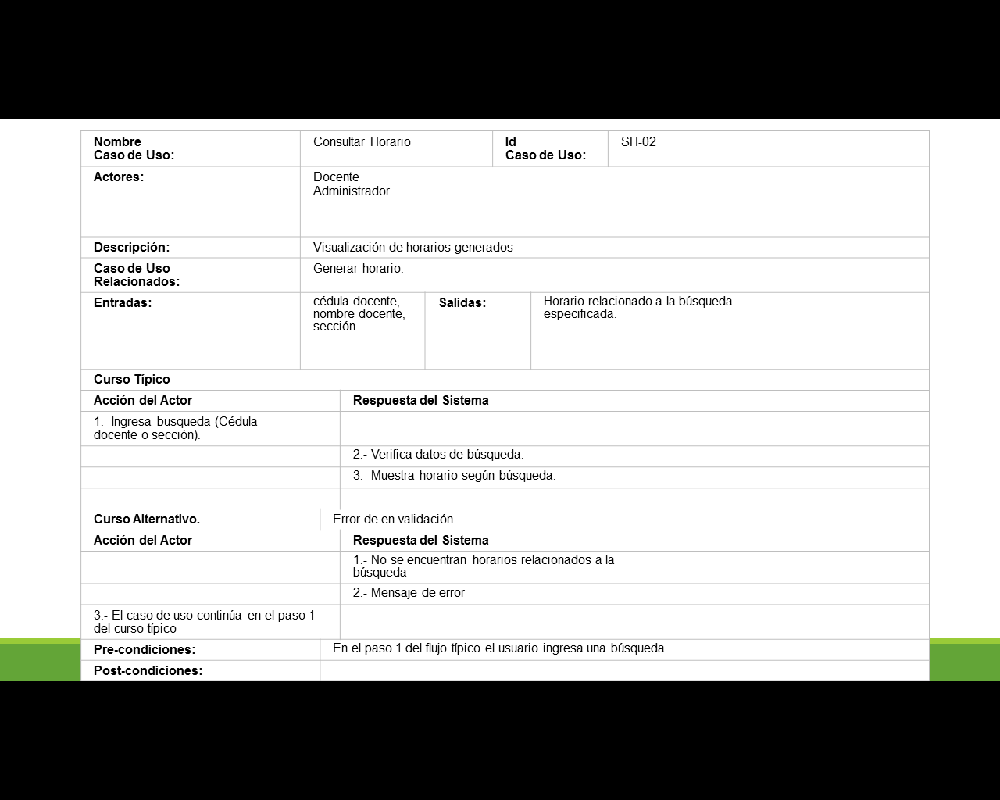 Nombre
Caso de Uso:
Consultar Horario
Id
Caso de Uso:
SH-02
Actores:
Docente
Administrador
Descripción:
Visualización de horarios generados
Caso de Uso
Relacionados:
Generar horario.
Entradas:
cédula docente,
nombre docente,
sección.
Salidas:
Horario relacionado a la búsqueda
especificada.
Curso Típico
Acción del Actor
Respuesta del Sistema
1.- Ingresa busqueda (Cédula
docente o sección).
2.- Verifica datos de búsqueda.
3.- Muestra horario según búsqueda.
Curso Alternativo.
Error de en validación
Acción del Actor
Respuesta del Sistema
1.- No se encuentran horarios relacionados a la
búsqueda
2.- Mensaje de error
3.- El caso de uso continúa en el paso 1
del curso típico
Pre-condiciones:
En el paso 1 del flujo típico el usuario ingresa una búsqueda.
Post-condiciones: